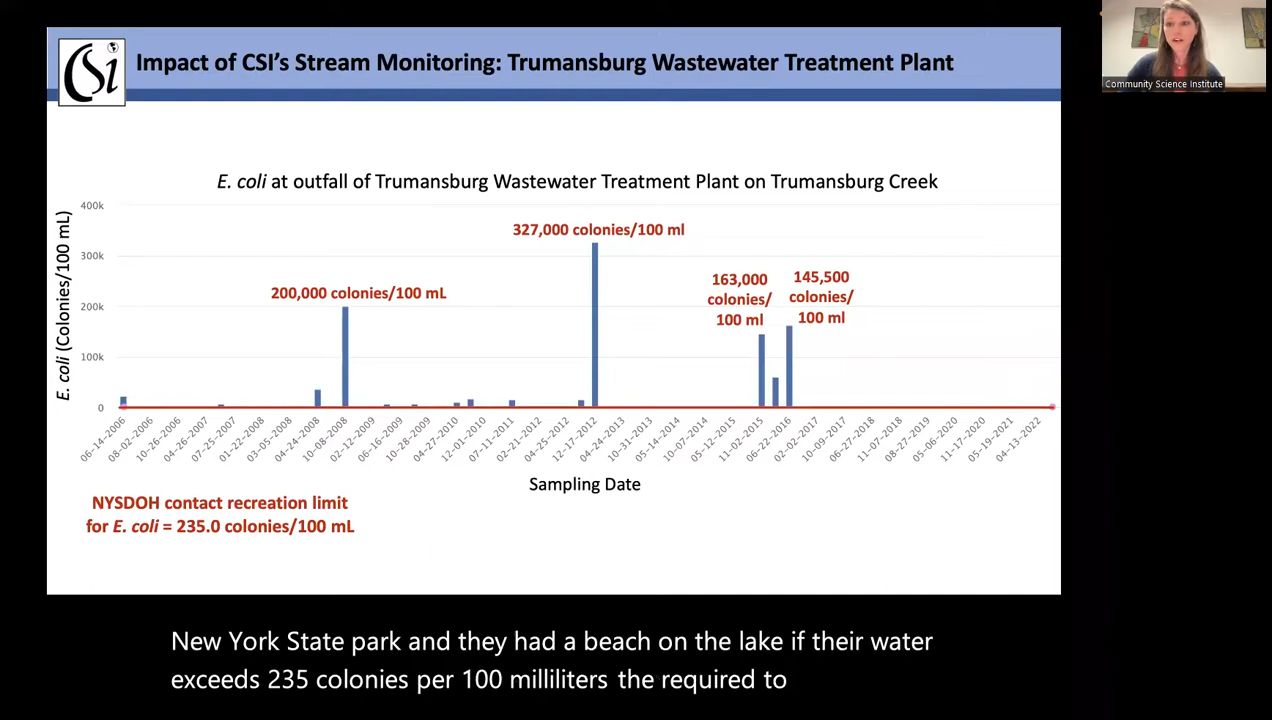 CSi
Impact of CSI's Stream Monitoring: Trumansburg Wastewater Treatment Plant
Community Science Institute
E. coli at outfall of Trumansburg Wastewater Treatment Plant on Trumansburg Creek
E. coli (Colonies/100 mL)
400k
300k
200k
100k
0
327,000 colonies/100 ml
200,000 colonies/100 mL
163,000
colonies/
100 ml
145,500
colonies/
100 ml
06-14-2006
08-02-2006
10-26-2006
04-26-2007
07-25-2007
01-22-2008
03-05-2008
04-24-2008
10-08-2008
02-12-2009
06-16-2009
10-28-2009
04-27-2010
12-01-2010
07-11-2011
02-21-2012
04-25-2012
12-17-2012
04-24-2013
10-31-2013
05-14-2014
10-07-2014
05-12-2015
11-02-2015
06-22-2016
02-02-2017
10-09-2017
06-27-2018
11-07-2018
08-27-2019
05-06-2020
11-17-2020
05-19-2021
04-13-2022
Sampling Date
NYSDOH contact recreation limit
for E. coli = 235.0 colonies/100 mL
New York State park and they had a beach on the lake if their water
exceeds 235 colonies per 100 milliliters the required to